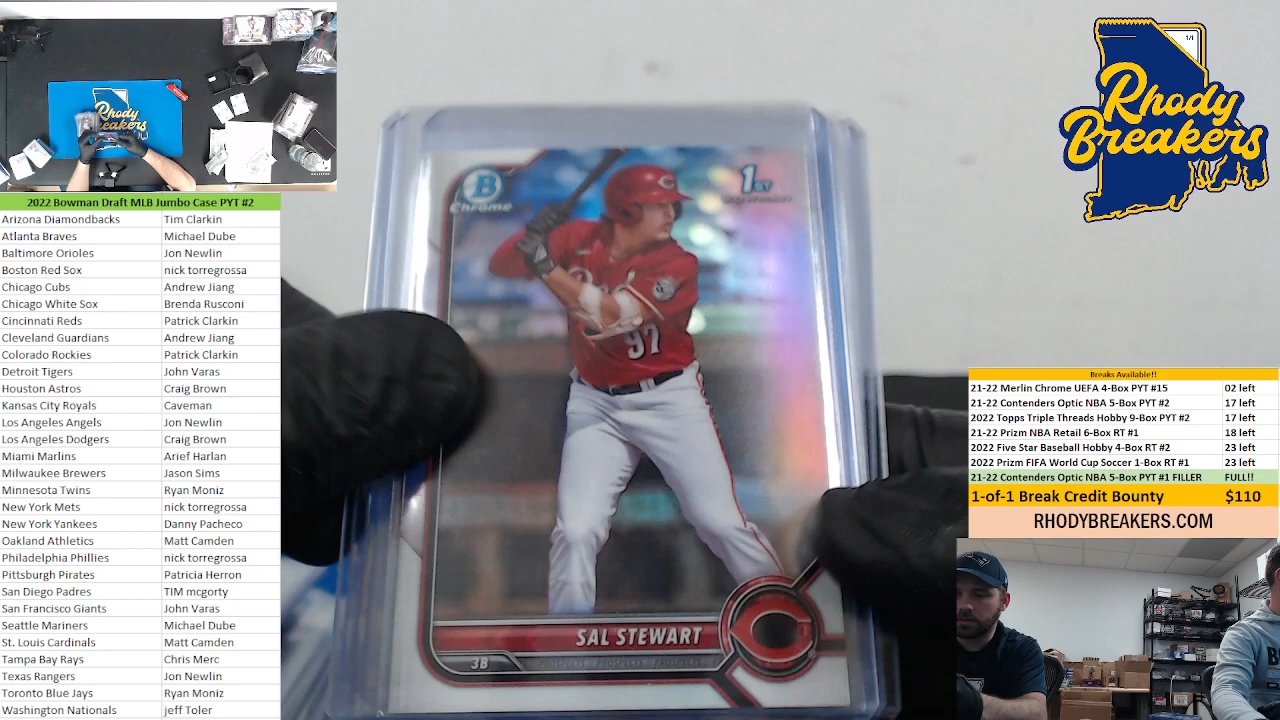 2022 Bowman Draft MLB Jumbo Case PYT #2
Arizona Diamondbacks Tim Clarkin
Atlanta Braves Michael Dube
Baltimore Orioles Jon Newlin
Boston Red Sox nick torregrossa
Chicago Cubs Andrew Jiang
Chicago White Sox Brenda Rusconi
Cincinnati Reds Patrick Clarkin
Cleveland Guardians Andrew Jiang
Colorado Rockies Patrick Clarkin
Detroit Tigers John Varas
Houston Astros Craig Brown
Kansas City Royals Caveman
Los Angeles Angels Jon Newlin
Los Angeles Dodgers Craig Brown
Miami Marlins Arief Harlan
Milwaukee Brewers Jason Sims
Minnesota Twins Ryan Moniz
New York Mets nick torregrossa
New York Yankees Danny Pacheco
Oakland Athletics Matt Camden
Philadelphia Phillies nick torregrossa
Pittsburgh Pirates Patricia Herron
San Diego Padres TIM mcgorty
San Francisco Giants John Varas
Seattle Mariners Michael Dube
St. Louis Cardinals Matt Camden
Tampa Bay Rays Chris Merc
Texas Rangers Jon Newlin
Toronto Blue Jays Ryan Moniz
Washington Nationals jeff Toler
Rhody
Breakers
B
Chrome
1ST
97
SAL STEWART
3B
1/1
Rhody
Breakers
Breaks Available!!
21-22 Merlin Chrome UEFA 4-Box PYT #15 02 left
21-22 Contenders Optic NBA 5-Box PYT #2 17 left
2022 Topps Triple Threads Hobby 9-Box PYT #2 17 left
21-22 Prizm NBA Retail 6-Box RT #1 18 left
2022 Five Star Baseball Hobby 4-Box RT #2 23 left
2022 Prizm FIFA World Cup Soccer 1-Box RT #1 23 left
21-22 Contenders Optic NBA 5-Box PYT #1 FILLER FULL!!
1-of-1 Break Credit Bounty $110
RHODYBREAKERS.COM